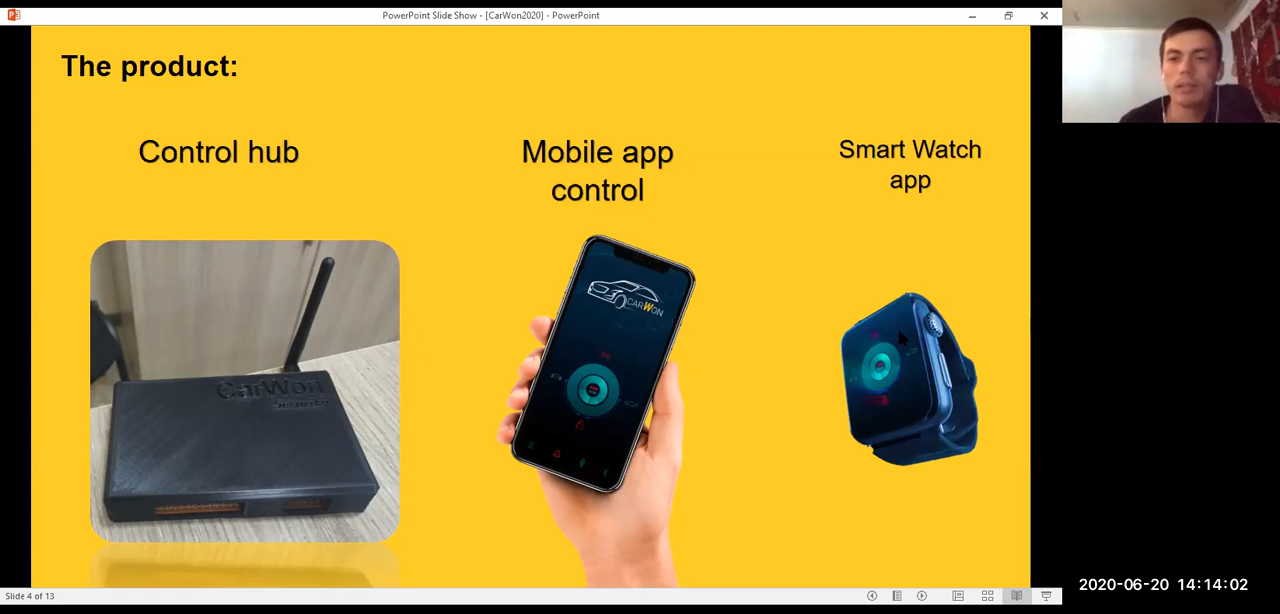 PowerPoint Slide Show - [CarWon2020] - PowerPoint
The product:
Control hub
Mobile app
control
Smart Watch
app
CarWon
Security
CARWON
Slide 4 of 13
2020-06-20 14:14:02